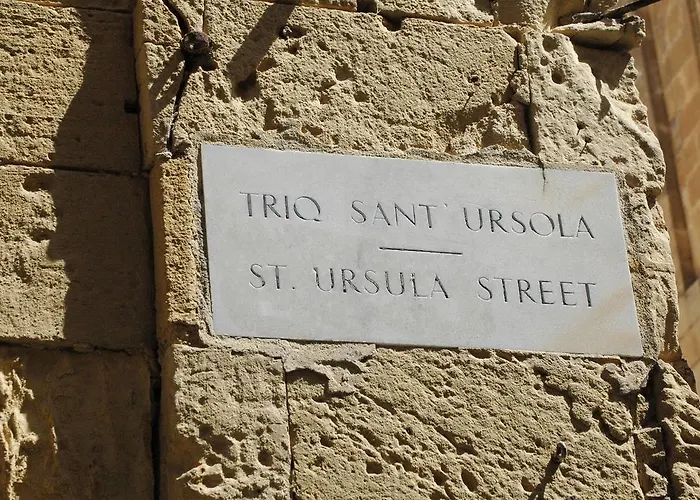 TRIQ SANT' URSOLA
ST. URSULA STREET